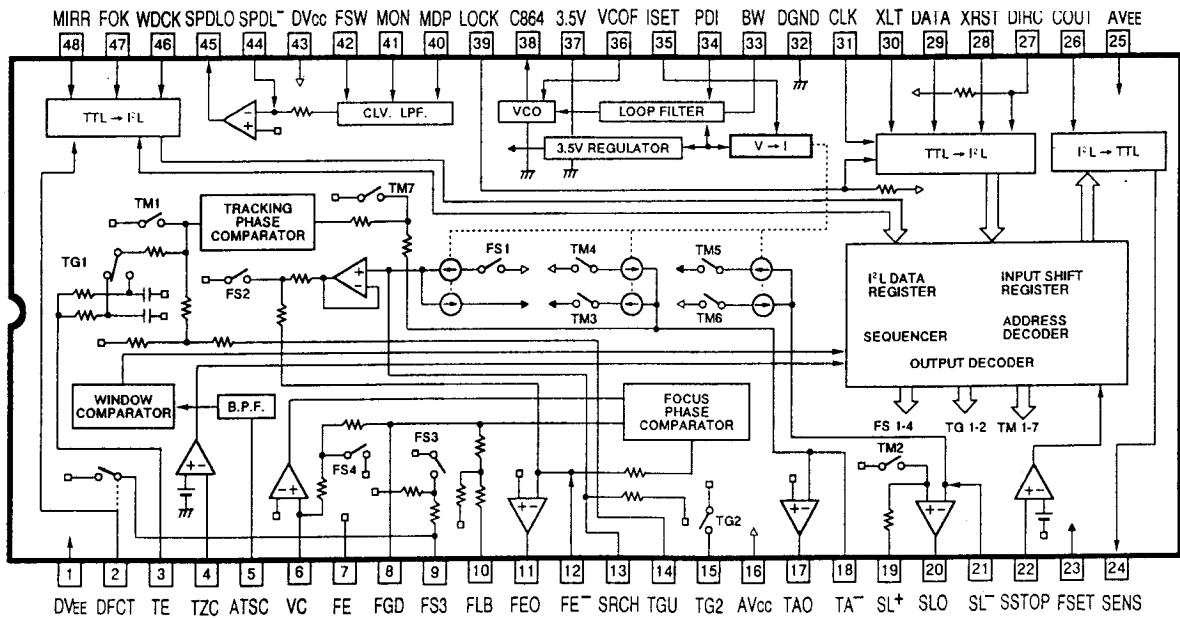 MIRR FOK WDCK SPDLO SPDL⁻ DVcc FSW MON MDP LOCK C864 3.5V VCOF ISET PDI BW DGND CLK XLT DATA XRST DIRC COUT AVEE
48 47 46 45 44 43 42 41 40 39 38 37 36 35 34 33 32 31 30 29 28 27 26 25
TTL → I²L
CLV. LPF.
VCO
LOOP FILTER
3.5V REGULATOR
V → I
TTL → I²L
I²L → TTL
TM1
TRACKING
PHASE
COMPARATOR
TM7
TG1
FS2
FS1
TM4
TM5
TM3
TM6
I²L DATA
REGISTER
INPUT SHIFT
REGISTER
SEQUENCER
ADDRESS
DECODER
OUTPUT DECODER
WINDOW
COMPARATOR
B.P.F.
FOCUS
PHASE
COMPARATOR
FS 1-4
TG 1-2
TM 1-7
FS4
FS3
TG2
TM2
1 2 3 4 5 6 7 8 9 10 11 12 13 14 15 16 17 18 19 20 21 22 23 24
DVEE DFCT TE TZC ATSC VC FE FGD FS3 FLB FEO FE⁻ SRCH TGU TG2 AVcc TAO TA⁻ SL⁺ SLO SL⁻ SSTOP FSET SENS